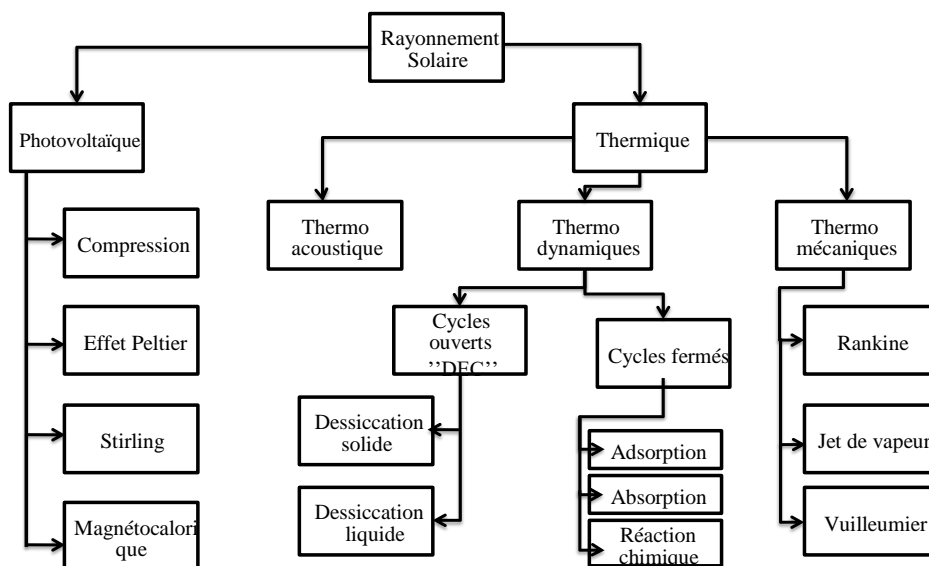 Rayonnement
Solaire
Photovoltaïque
Thermique
Compression
Effet Peltier
Stirling
Magnétocalori
que
Thermo
acoustique
Thermo
dynamiques
Thermo
mécaniques
Cycles
ouverts
’’DEC’’
Cycles fermés
Dessiccation
solide
Dessiccation
liquide
Adsorption
Absorption
Réaction
chimique
Rankine
Jet de vapeur
Vuilleumier